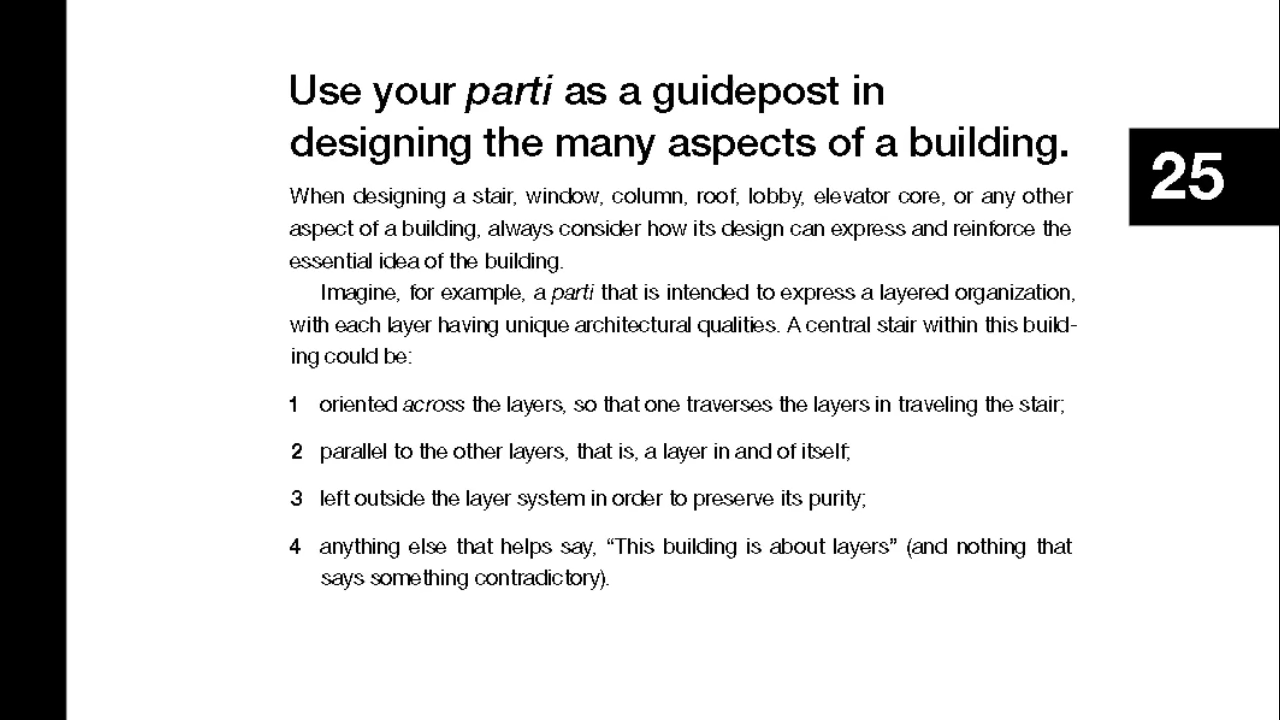 Use your parti as a guidepost in
designing the many aspects of a building.
25
When designing a stair, window, column, roof, lobby, elevator core, or any other
aspect of a building, always consider how its design can express and reinforce the
essential idea of the building.
Imagine, for example, a parti that is intended to express a layered organization,
with each layer having unique architectural qualities. A central stair within this build-
ing could be:
1 oriented across the layers, so that one traverses the layers in traveling the stair;
2 parallel to the other layers, that is, a layer in and of itself;
3 left outside the layer system in order to preserve its purity;
4 anything else that helps say, “This building is about layers” (and nothing that
says something contradictory).